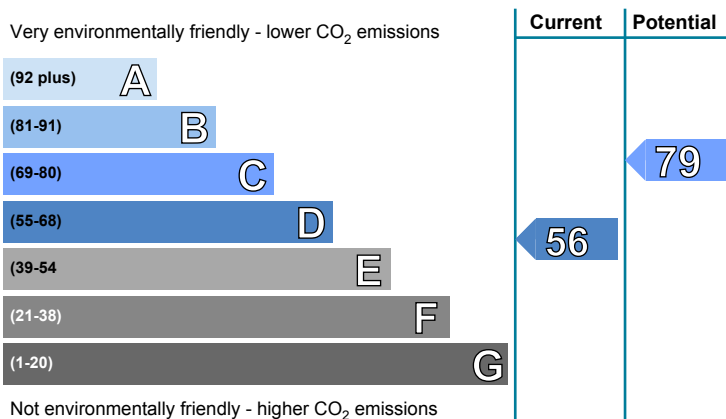 Current Potential
Very environmentally friendly - lower CO2 emissions
(92 plus) A
(81-91) B
(69-80) C
79
(55-68) D
56
(39-54 E
(21-38) F
(1-20) G
Not environmentally friendly - higher CO2 emissions